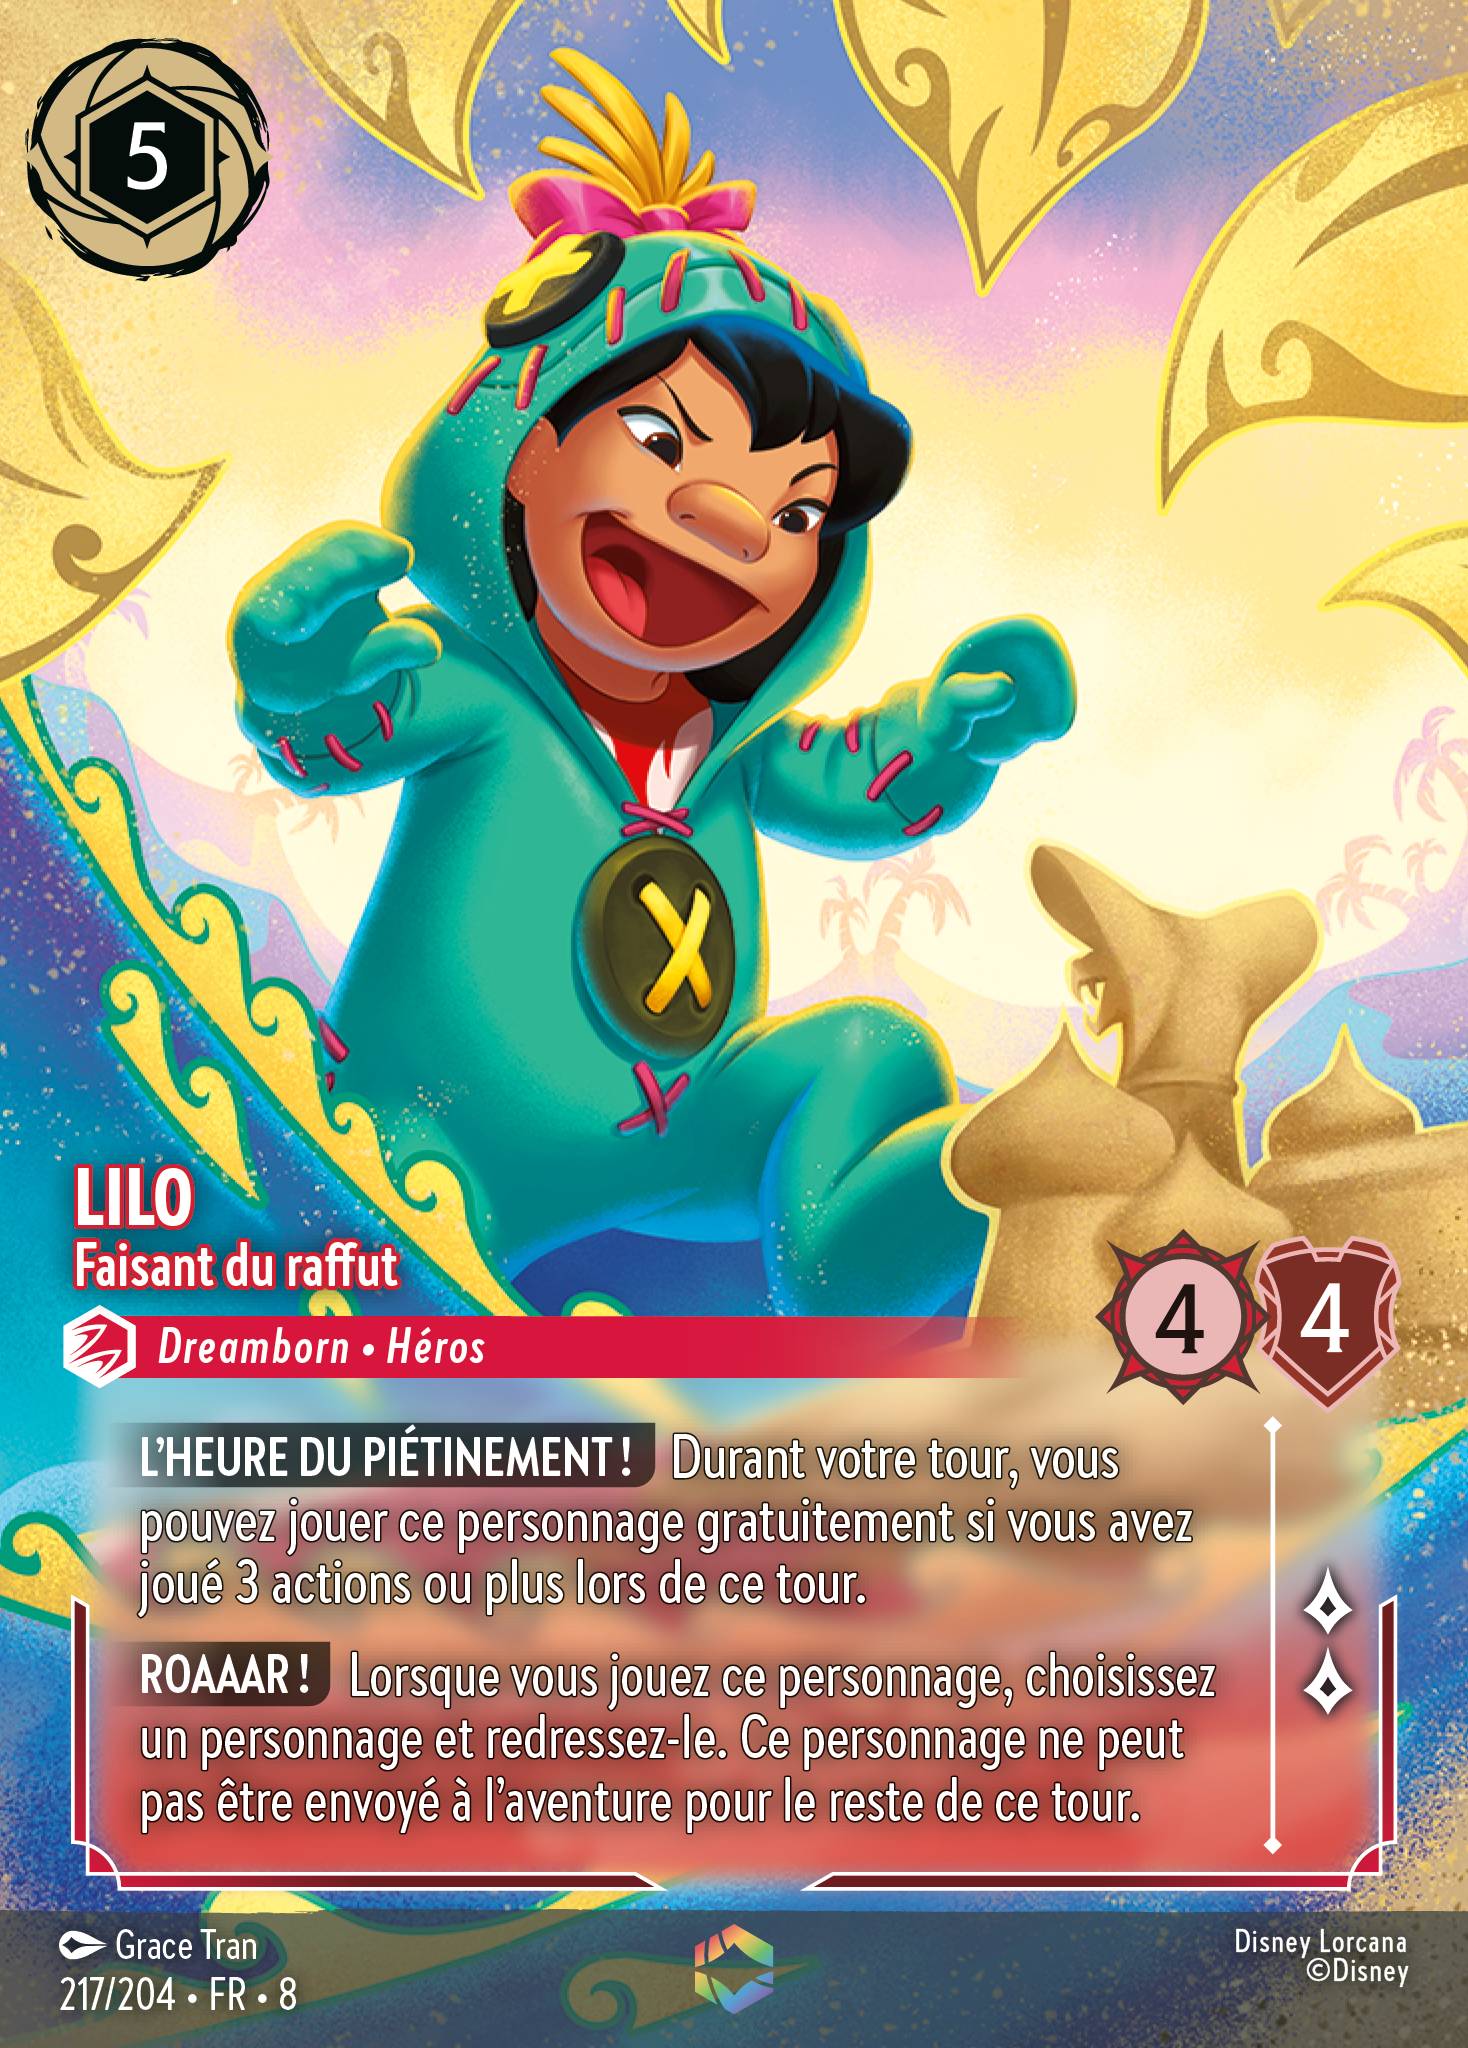 5
LILO
Faisant du raffut
Dreamborn • Héros
4 4
L'HEURE DU PIÉTINEMENT ! Durant votre tour, vous
pouvez jouer ce personnage gratuitement si vous avez
joué 3 actions ou plus lors de ce tour.
ROAAAR ! Lorsque vous jouez ce personnage, choisissez
un personnage et redressez-le. Ce personnage ne peut
pas être envoyé à l'aventure pour le reste de ce tour.
Grace Tran
217/204 • FR • 8
Disney Lorcana
©Disney